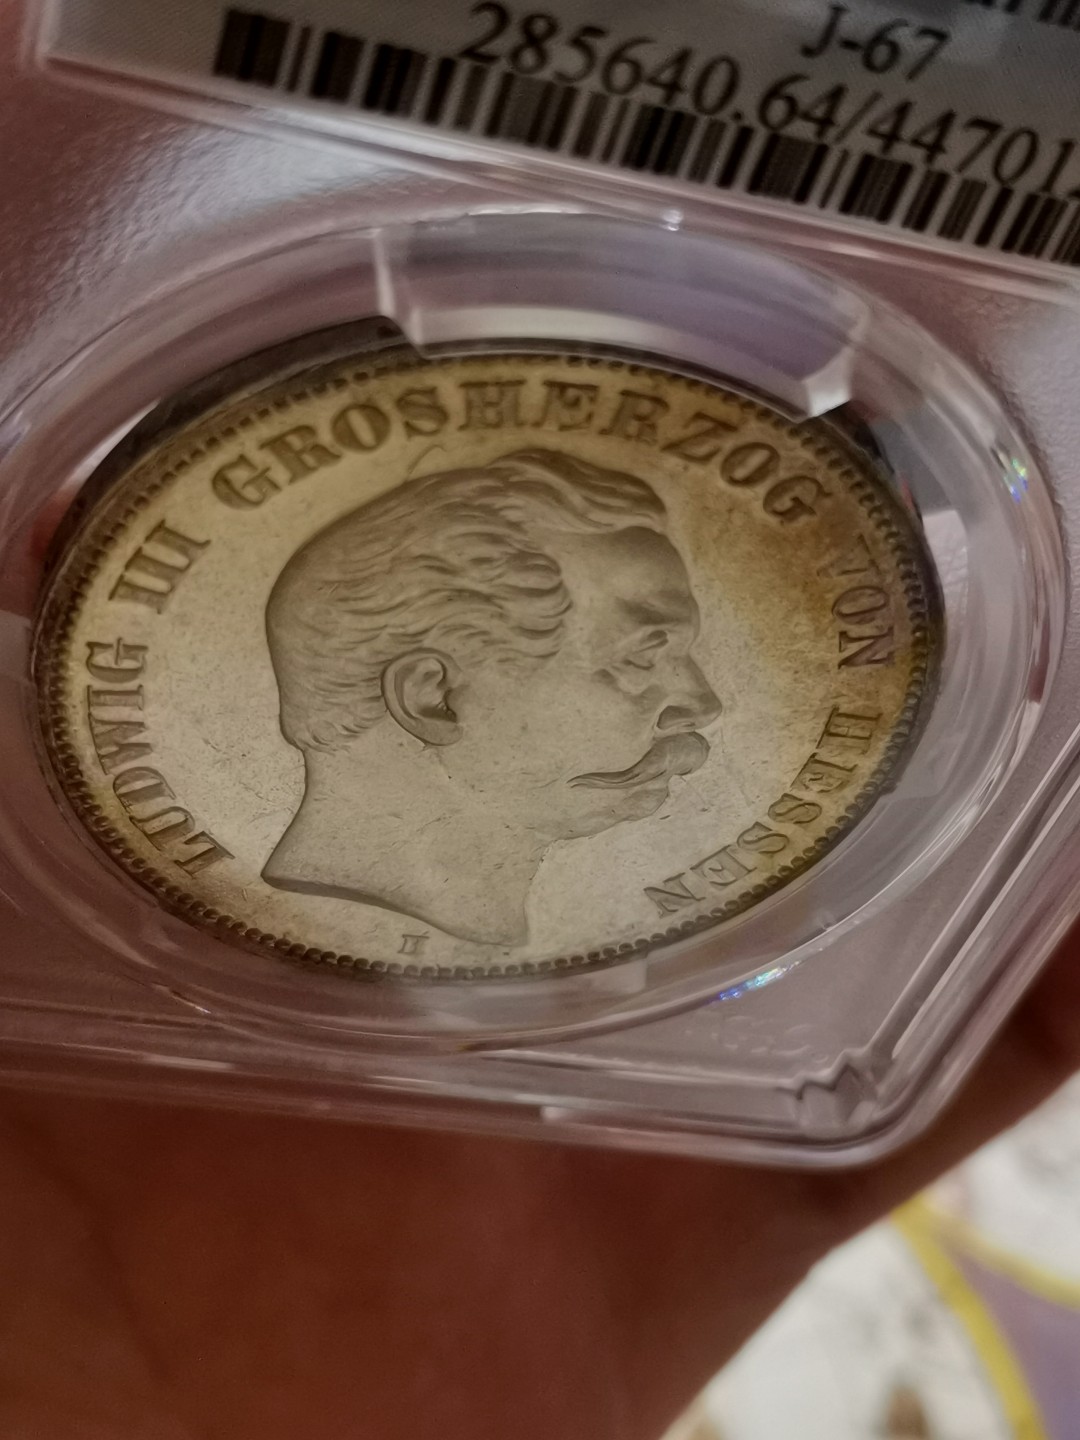 J-67
285640.64/44701
LUDWIG III GROSHERZOG VON HESSEN
H